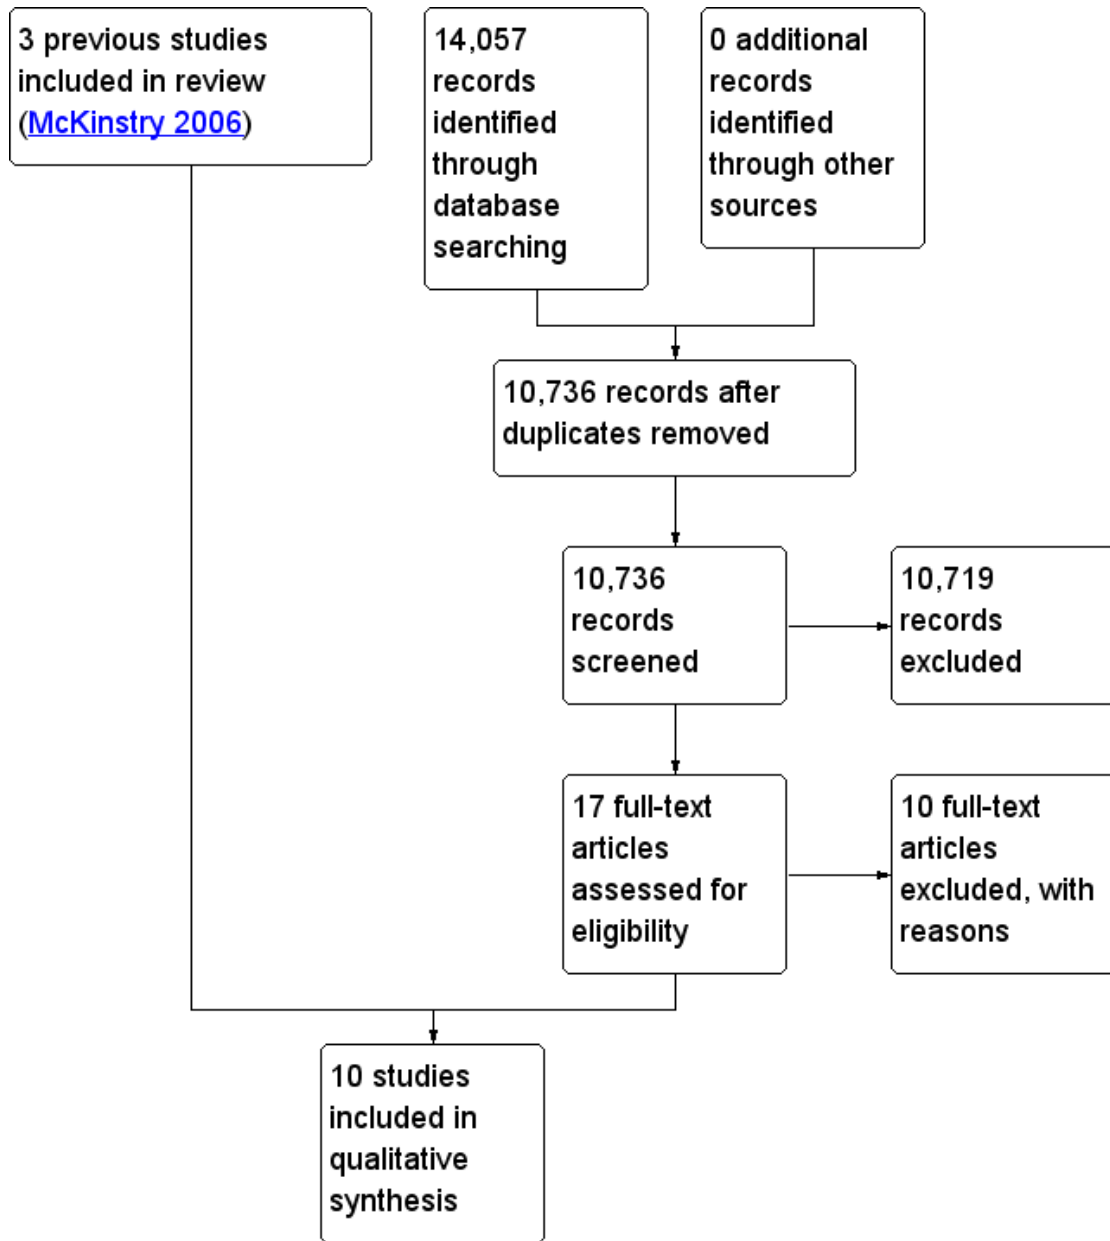 3 previous studies
included in review
(McKinstry 2006)
14,057
records
identified
through
database
searching
0 additional
records
identified
through other
sources
10,736 records after
duplicates removed
10,736
records
screened
10,719
records
excluded
17 full-text
articles
assessed for
eligibility
10 full-text
articles
excluded, with
reasons
10 studies
included in
qualitative
synthesis